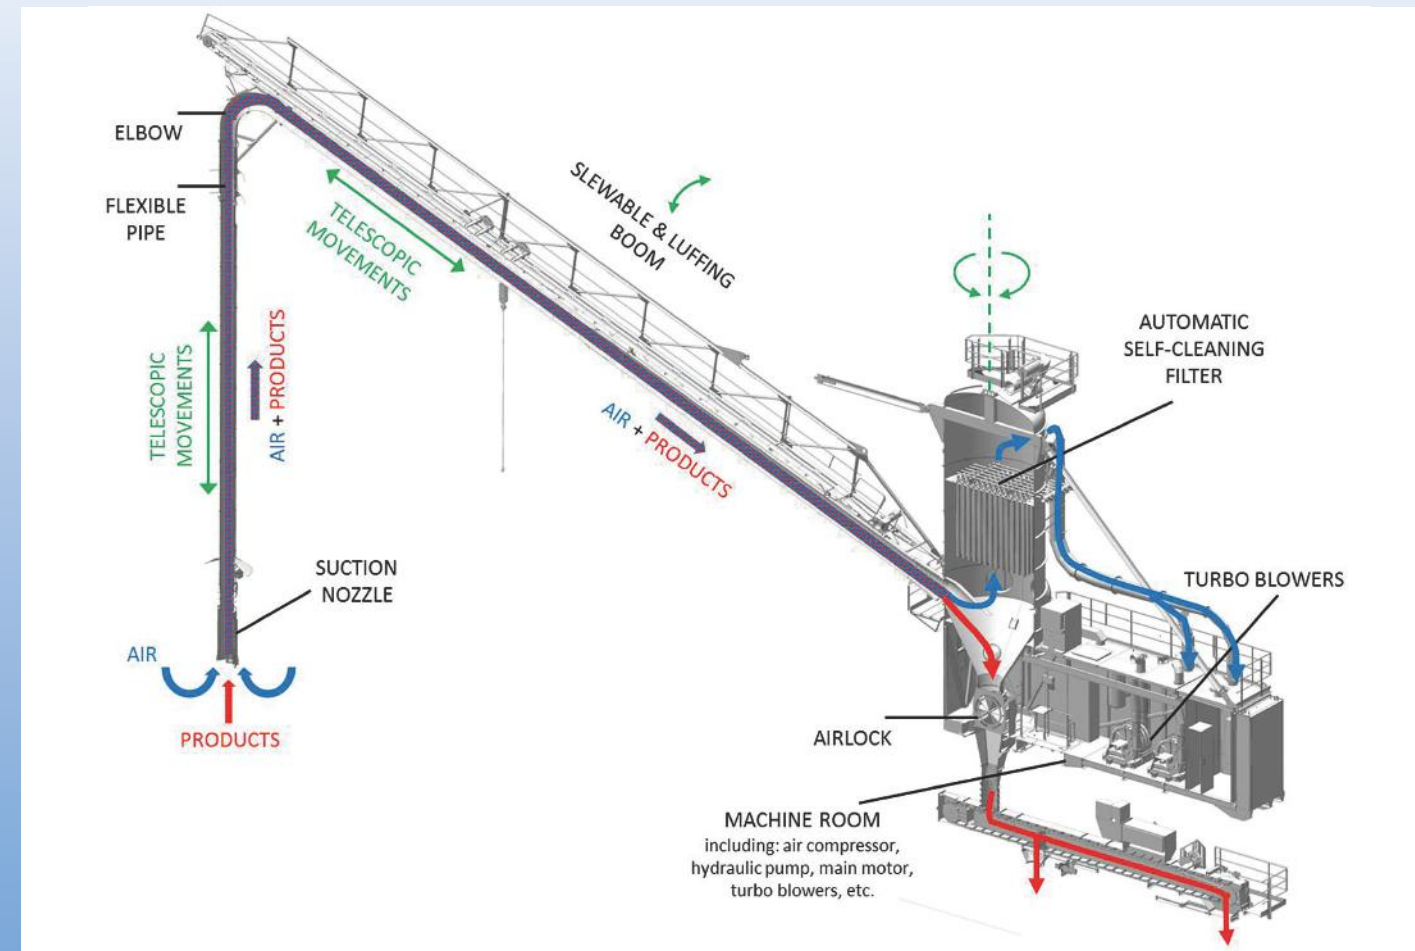 ELBOW
FLEXIBLE
PIPE
TELESCOPIC
MOVEMENTS
SLEWABLE & LUFFING
BOOM
TELESCOPIC
MOVEMENTS
AIR + PRODUCTS
AIR + PRODUCTS
AUTOMATIC
SELF-CLEANING
FILTER
SUCTION
NOZZLE
TURBO BLOWERS
AIR
PRODUCTS
AIRLOCK
MACHINE ROOM
including: air compressor,
hydraulic pump, main motor,
turbo blowers, etc.